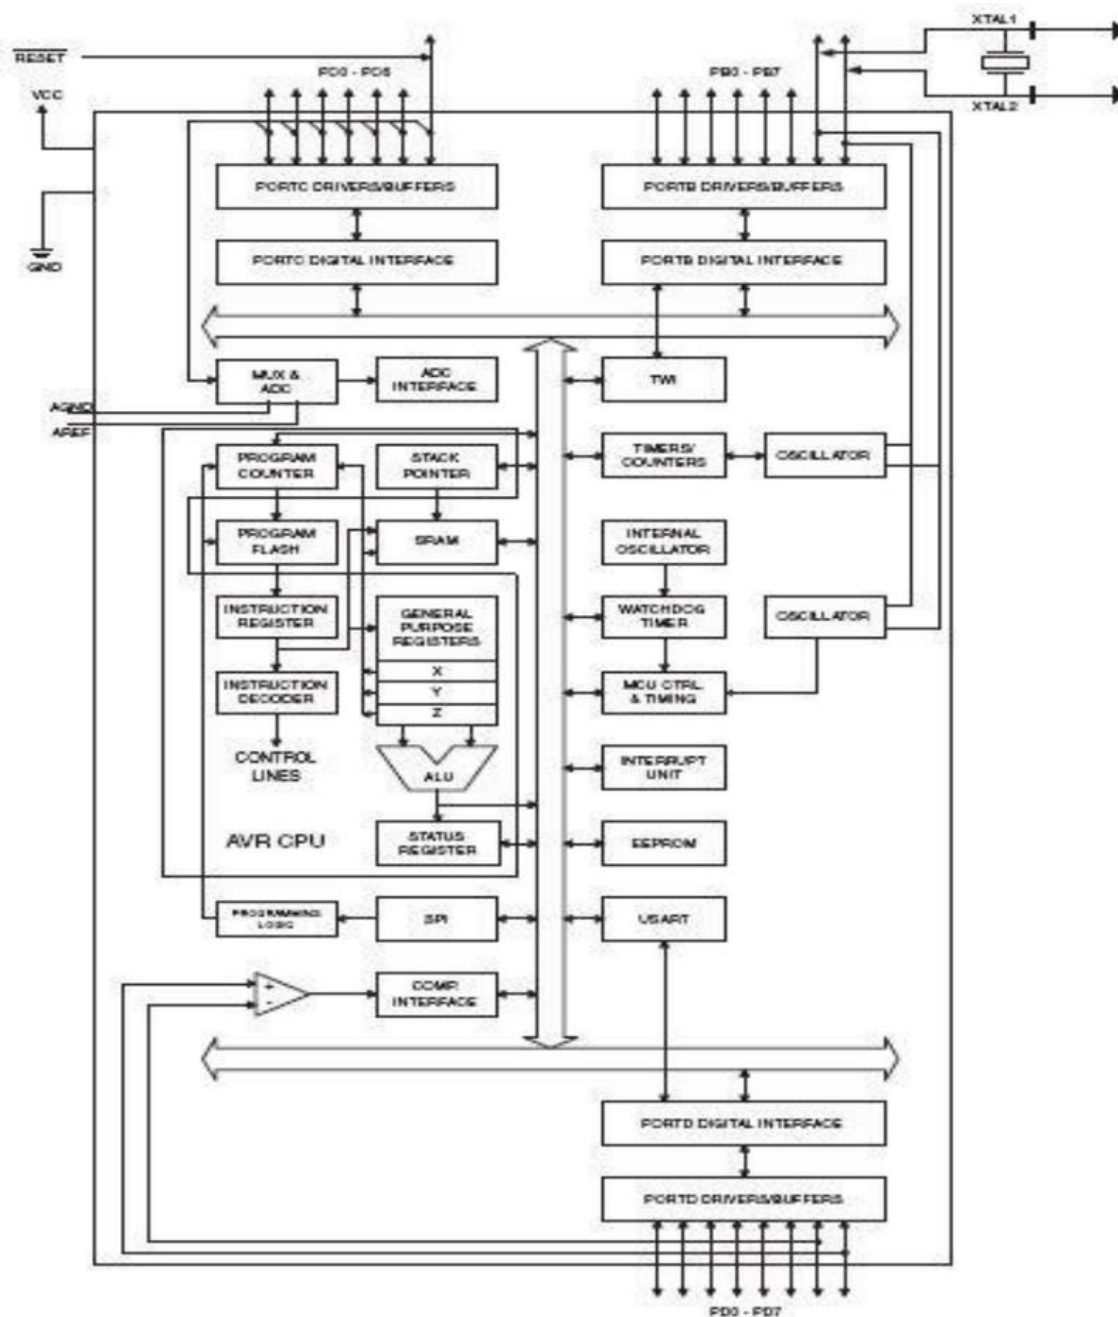 XTAL1
RESET
PC0 - PC6
PB0 - PB7
VCC
XTAL2
PORTC DRIVERS/BUFFERS
PORTB DRIVERS/BUFFERS
PORTC DIGITAL INTERFACE
PORTB DIGITAL INTERFACE
GND
MUX &
ADC
ADC
INTERFACE
TWI
AGND
AREF
PROGRAM
COUNTER
STACK
POINTER
TIMERS/
COUNTERS
OSCILLATOR
PROGRAM
FLASH
SRAM
INTERNAL
OSCILLATOR
INSTRUCTION
REGISTER
GENERAL
PURPOSE
REGISTERS
WATCHDOG
TIMER
OSCILLATOR
X
INSTRUCTION
DECODER
Y
MCU CTRL.
& TIMING
Z
CONTROL
LINES
ALU
INTERRUPT
UNIT
AVR CPU
STATUS
REGISTER
EEPROM
PROGRAMMING
LOGIC
SPI
USART
+
-
COMP.
INTERFACE
PORTD DIGITAL INTERFACE
PORTD DRIVERS/BUFFERS
PD0 - PD7